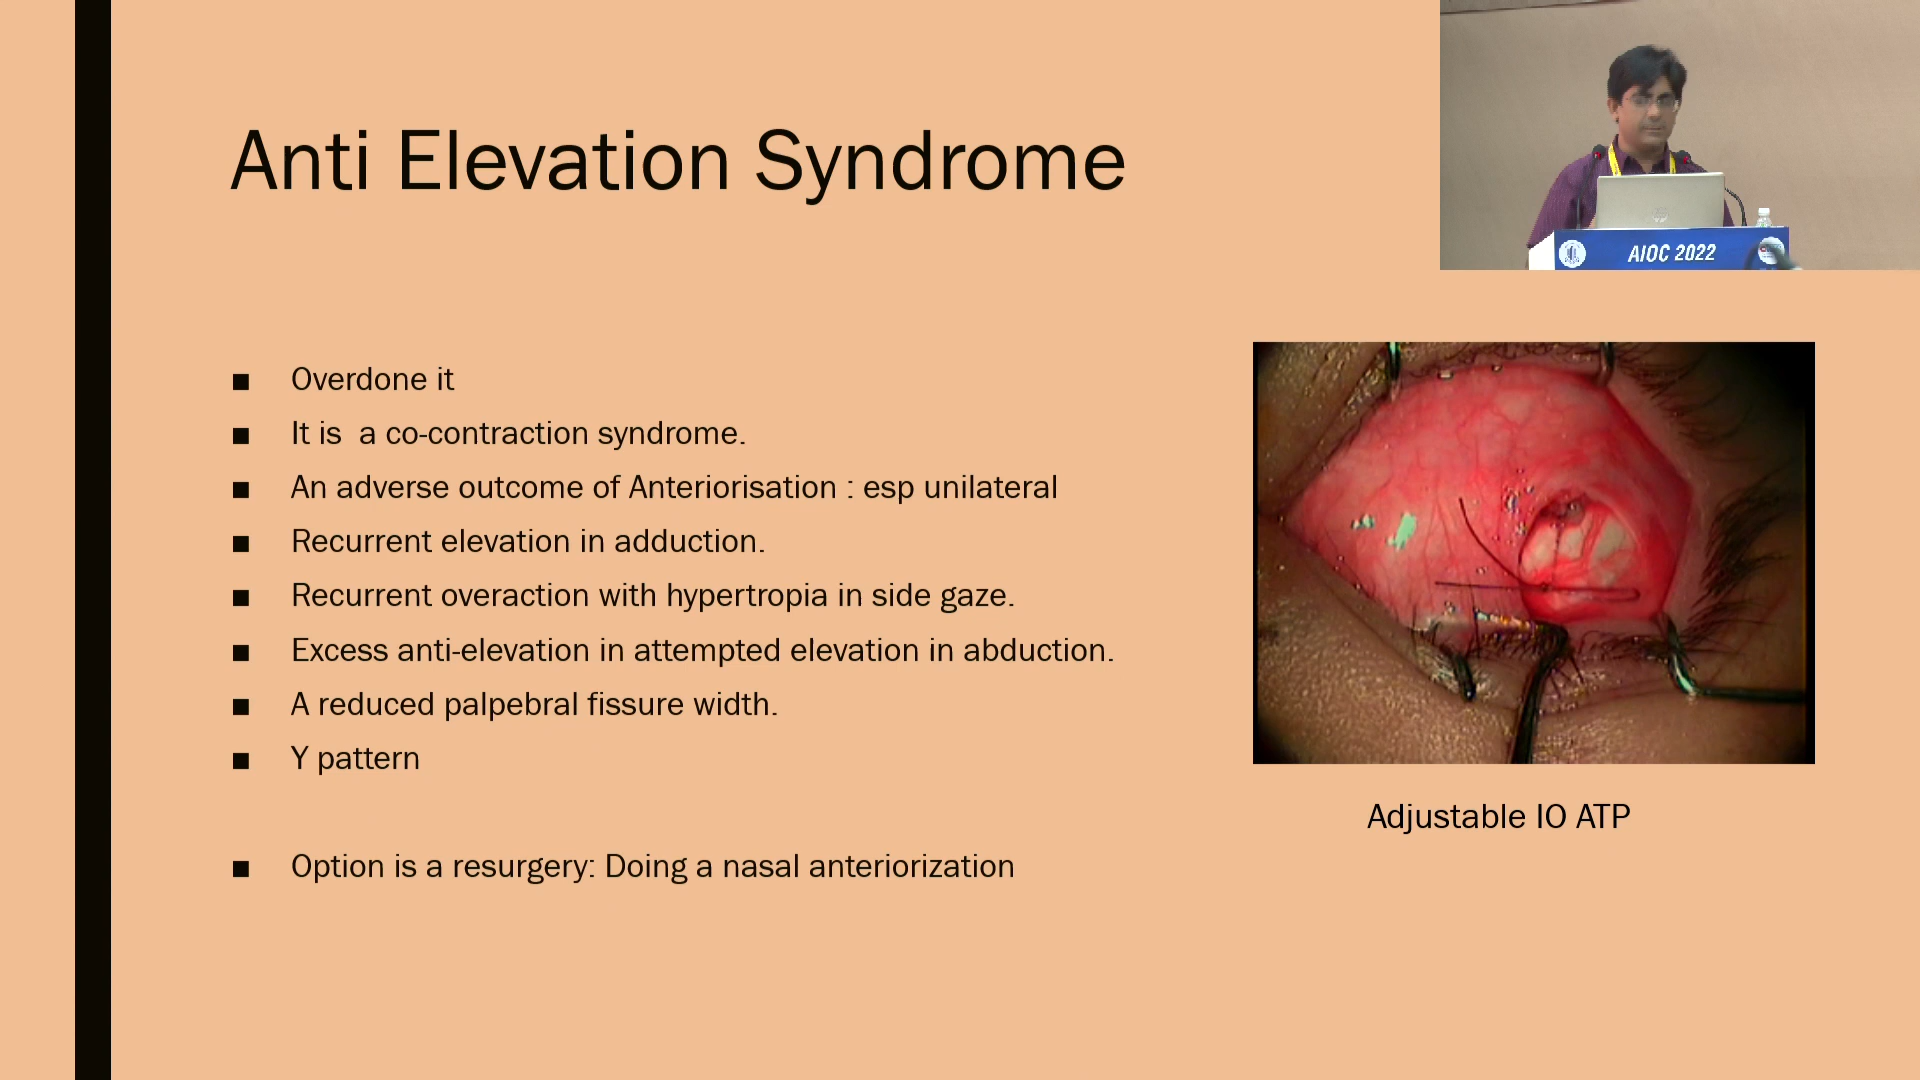 Anti Elevation Syndrome
AIOC 2022
Overdone it
It is  a co-contraction syndrome.
An adverse outcome of Anteriorisation : esp unilateral
Recurrent elevation in adduction.
Recurrent overaction with hypertropia in side gaze.
Excess anti-elevation in attempted elevation in abduction.
A reduced palpebral fissure width.
Y pattern
Adjustable IO ATP
Option is a resurgery: Doing a nasal anteriorization